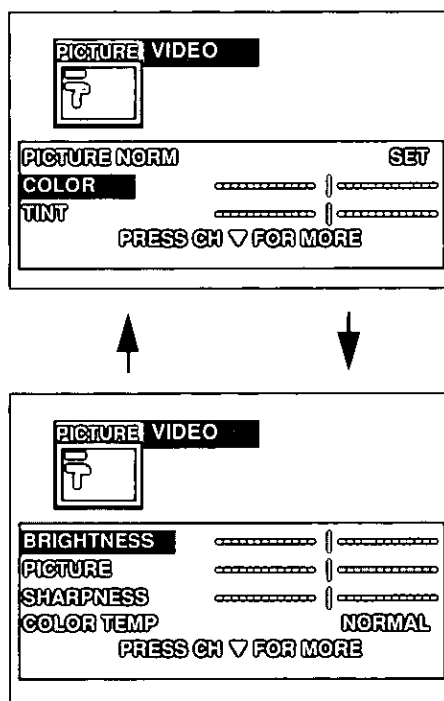 PICTURE VIDEO
PICTURE NORM SET
COLOR
TINT
PRESS CH ▽ FOR MORE
PICTURE VIDEO
BRIGHTNESS
PICTURE
SHARPNESS
COLOR TEMP NORMAL
PRESS CH ▽ FOR MORE